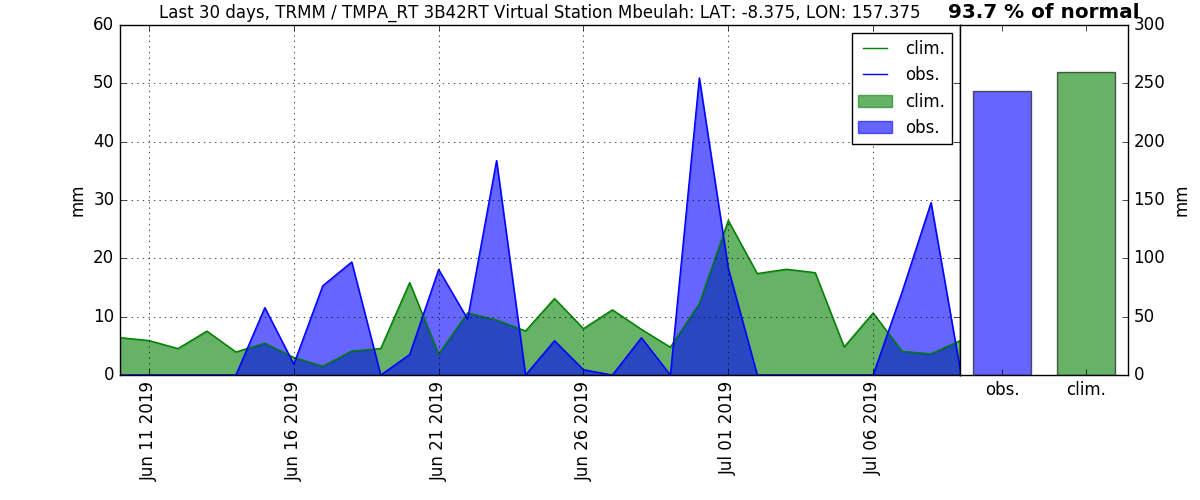 Last 30 days, TRMM / TMPA_RT 3B42RT Virtual Station Mbeulah: LAT: -8.375, LON: 157.375
93.7 % of normal
60
50
40
30
20
10
0
mm
clim.
obs.
clim.
obs.
Jun 11 2019
Jun 16 2019
Jun 21 2019
Jun 26 2019
Jul 01 2019
Jul 06 2019
300
250
200
150
100
50
0
mm
obs.
clim.